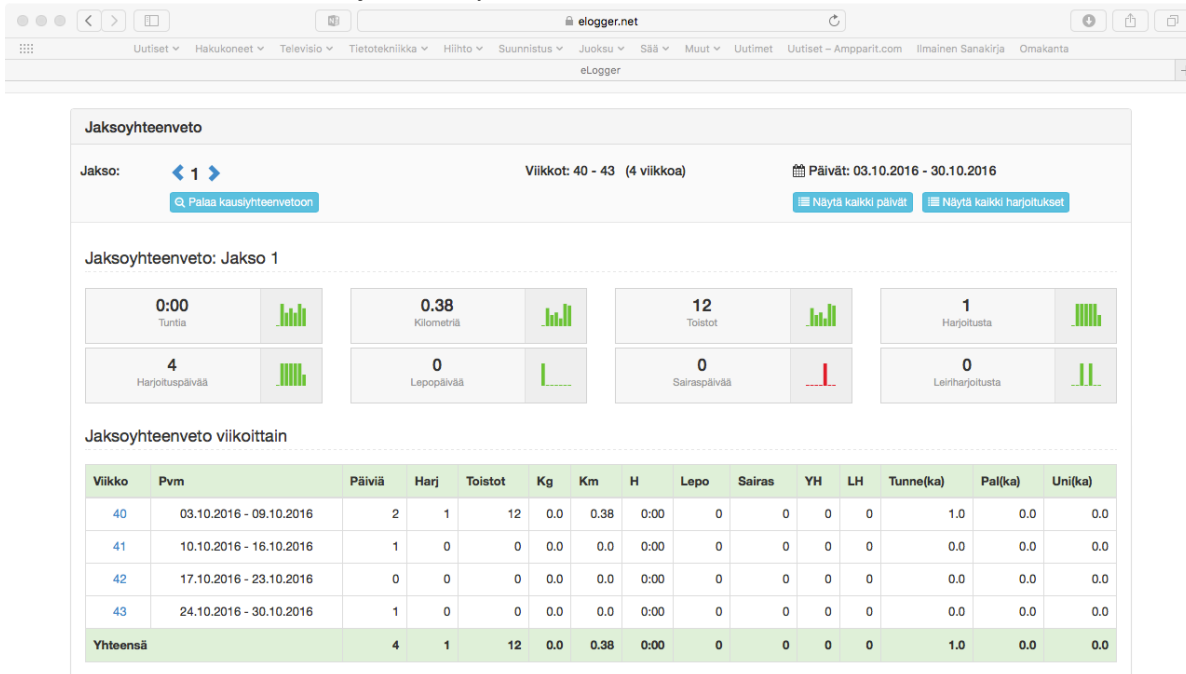 elogger.net
Uutiset Hakukoneet Televisio Tietotekniikka Hiihto Suunnistus Juoksu Sää Muut Uutimet Uutiset – Ampparit.com Ilmainen Sanakirja Omakanta
eLogger
Jaksoyhteenveto
Jakso: 1 Viikkot: 40 - 43 (4 viikkoa) Päivät: 03.10.2016 - 30.10.2016
Palaa kausiyhteenvetoon Näytä kaikki päivät Näytä kaikki harjoitukset
Jaksoyhteenveto: Jakso 1
0:00 0.38 12 1
Tuntia Kilometriä Toistot Harjoitusta
4 0 0 0
Harjoituspäivää Lepopäivää Sairaspäivää Leiriharjoitusta
Jaksoyhteenveto viikoittain
Viikko Pvm Päiviä Harj Toistot Kg Km H Lepo Sairas YH LH Tunne(ka) Pal(ka) Uni(ka)
40 03.10.2016 - 09.10.2016 2 1 12 0.0 0.38 0:00 0 0 0 0 1.0 0.0 0.0
41 10.10.2016 - 16.10.2016 1 0 0 0.0 0.0 0:00 0 0 0 0 0.0 0.0 0.0
42 17.10.2016 - 23.10.2016 0 0 0 0.0 0.0 0:00 0 0 0 0 0.0 0.0 0.0
43 24.10.2016 - 30.10.2016 1 0 0 0.0 0.0 0:00 0 0 0 0 0.0 0.0 0.0
Yhteensä 4 1 12 0.0 0.38 0:00 0 0 0 0 1.0 0.0 0.0